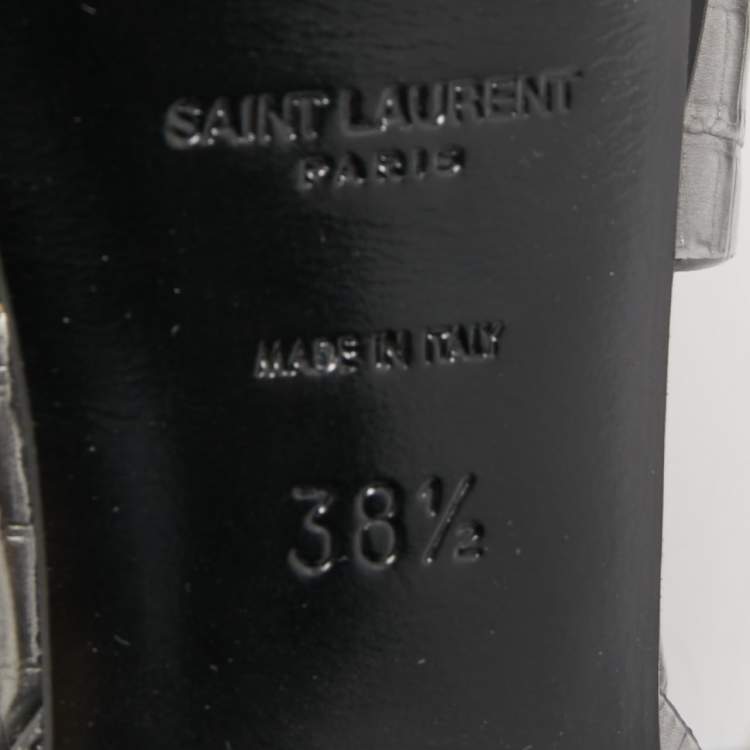 SAINT LAURENT
PARIS
MADE IN ITALY
38½